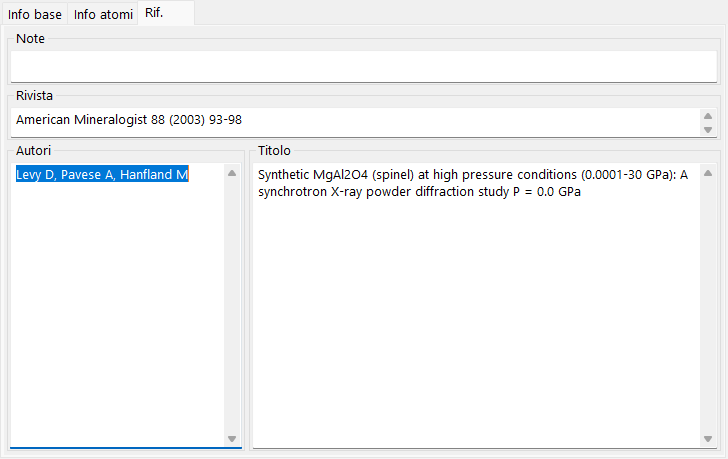 Info base
Info atomi
Rif.
Note
Rivista
American Mineralogist 88 (2003) 93-98
Autori
Levy D, Pavese A, Hanfland M
Titolo
Synthetic MgAl2O4 (spinel) at high pressure conditions (0.0001-30 GPa): A
synchrotron X-ray powder diffraction study P = 0.0 GPa